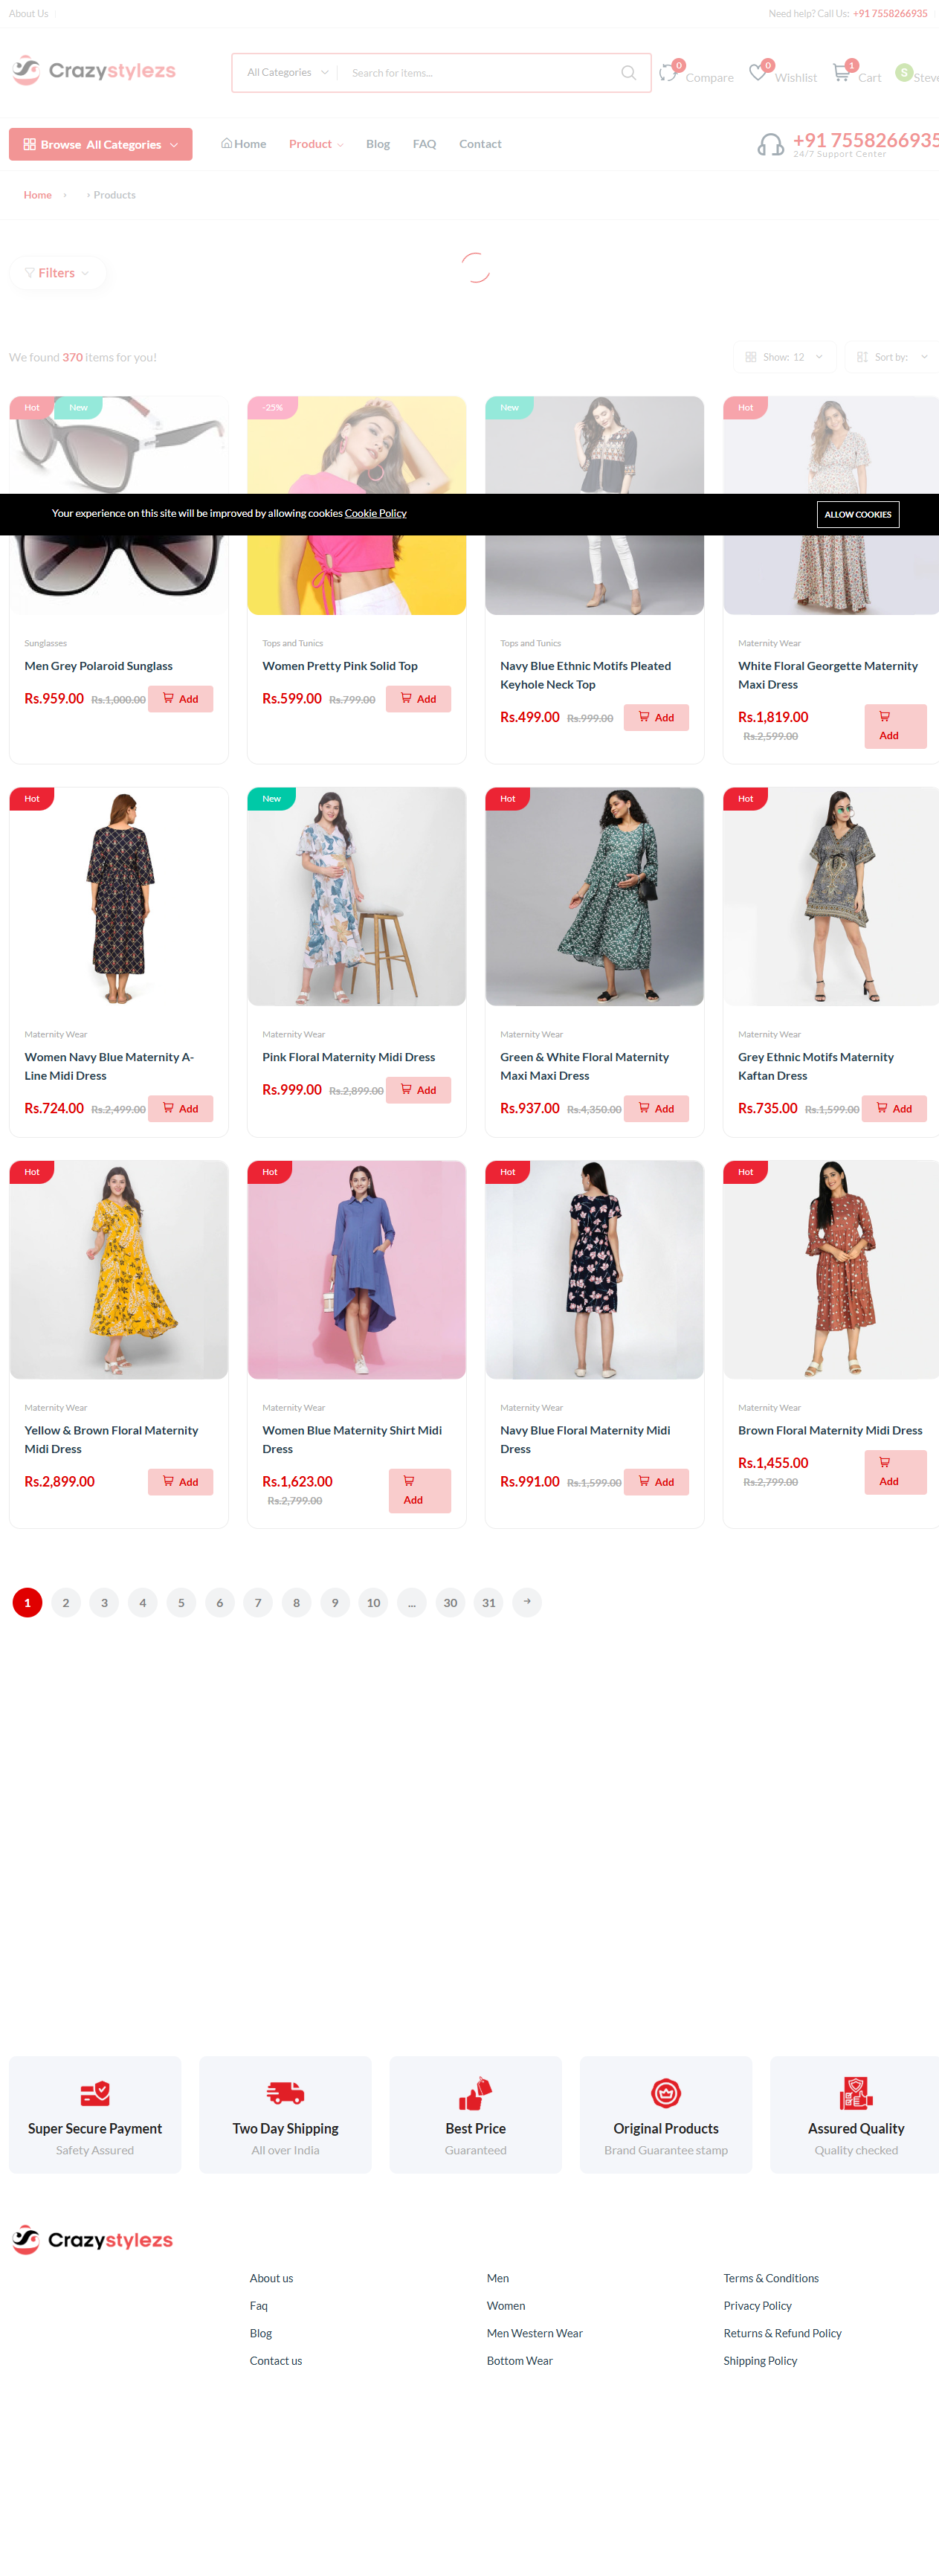 About Us
Need help? Call Us: +91 7558266935
Crazystylezs
All Categories
Search for items...
0
Compare
0
Wishlist
1
Cart
S
Browse All Categories
Home
Product
Blog
FAQ
Contact
+91 7558266935
24/7 Support Center
Home
Products
Filters
We found 370 items for you!
Show: 12
Sort by:
Hot
New
-25%
New
Hot
Your experience on this site will be improved by allowing cookies Cookie Policy
ALLOW COOKIES
Sunglasses
Men Grey Polaroid Sunglass
Rs.959.00 Rs.1,000.00
Add
Tops and Tunics
Women Pretty Pink Solid Top
Rs.599.00 Rs.799.00
Add
Tops and Tunics
Navy Blue Ethnic Motifs Pleated
Keyhole Neck Top
Rs.499.00 Rs.999.00
Add
Maternity Wear
White Floral Georgette Maternity
Maxi Dress
Rs.1,819.00
Rs.2,599.00
Add
Hot
New
Hot
Hot
Maternity Wear
Women Navy Blue Maternity A-
Line Midi Dress
Rs.724.00 Rs.2,499.00
Add
Maternity Wear
Pink Floral Maternity Midi Dress
Rs.999.00 Rs.2,899.00
Add
Maternity Wear
Green & White Floral Maternity
Maxi Maxi Dress
Rs.937.00 Rs.4,350.00
Add
Maternity Wear
Grey Ethnic Motifs Maternity
Kaftan Dress
Rs.735.00 Rs.1,599.00
Add
Hot
Hot
Hot
Hot
Maternity Wear
Yellow & Brown Floral Maternity
Midi Dress
Rs.2,899.00
Add
Maternity Wear
Women Blue Maternity Shirt Midi
Dress
Rs.1,623.00
Rs.2,799.00
Add
Maternity Wear
Navy Blue Floral Maternity Midi
Dress
Rs.991.00 Rs.1,599.00
Add
Maternity Wear
Brown Floral Maternity Midi Dress
Rs.1,455.00
Rs.2,799.00
Add
1 2 3 4 5 6 7 8 9 10 ... 30 31
Super Secure Payment
Safety Assured
Two Day Shipping
All over India
Best Price
Guaranteed
Original Products
Brand Guarantee stamp
Assured Quality
Quality checked
Crazystylezs
About us
Faq
Blog
Contact us
Men
Women
Men Western Wear
Bottom Wear
Terms & Conditions
Privacy Policy
Returns & Refund Policy
Shipping Policy